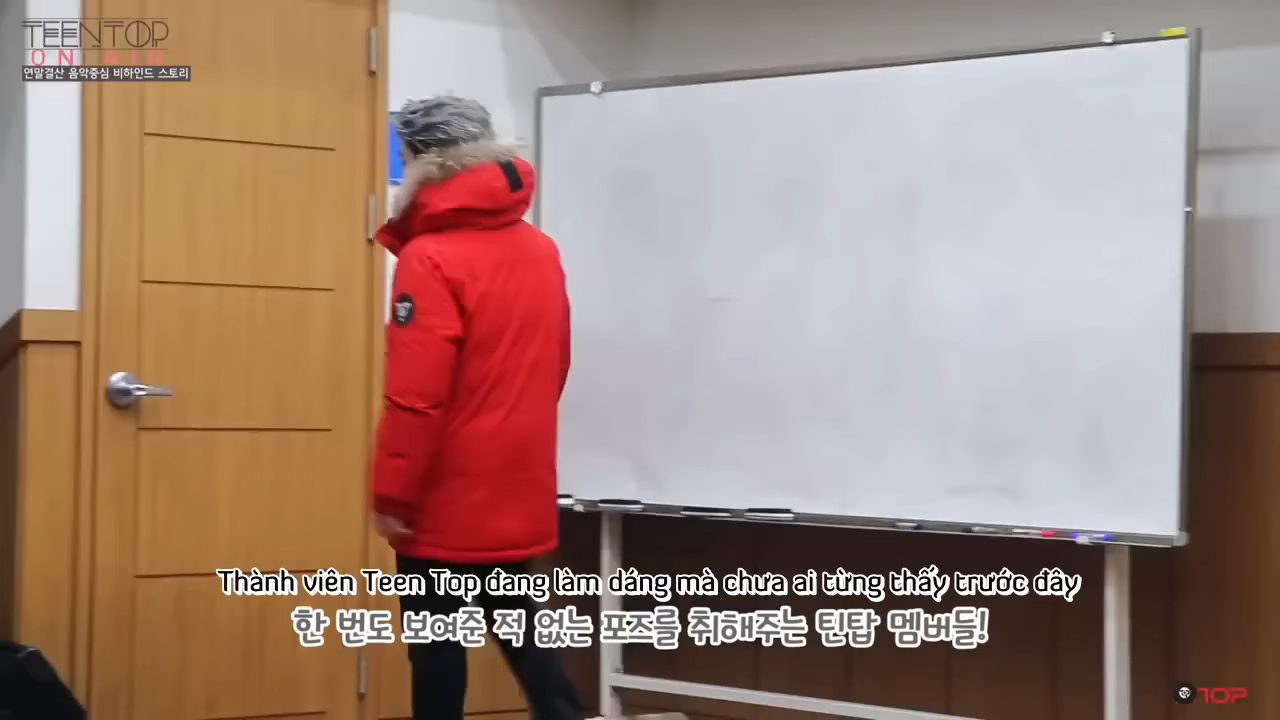 TEENTOP
ON AIR
연말결산 음악중심 비하인드 스토리
Thành viên Teen Top đang làm dáng mà chưa ai từng thấy trước đây
한 번도 보여준 적 없는 포즈를 취해주는 틴탑 멤버들!
TOP